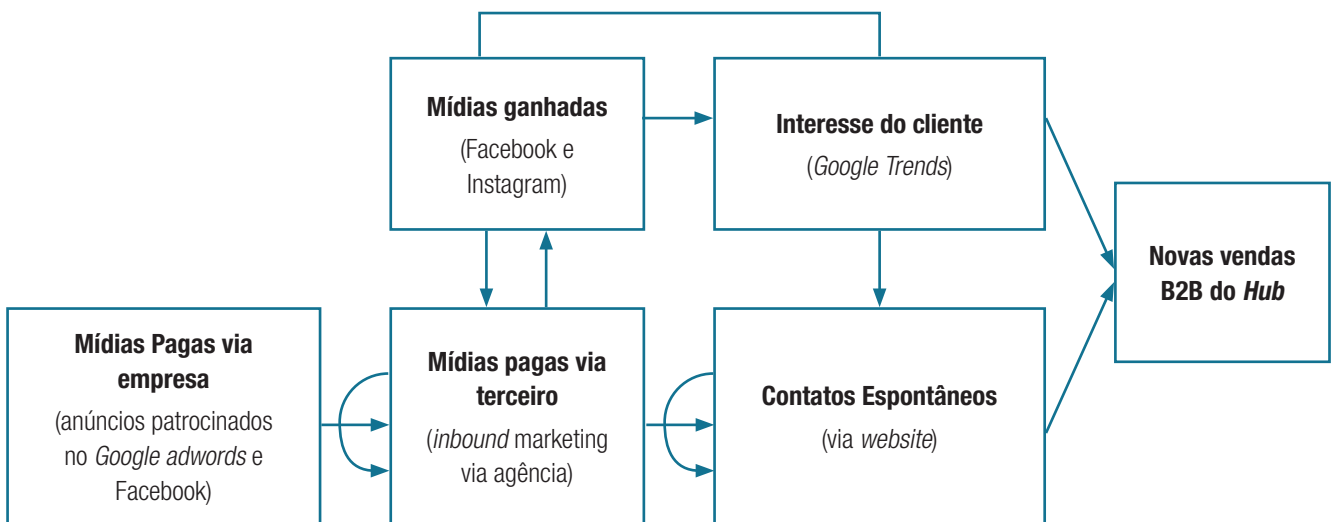 Mídias ganhadas
(Facebook e
Instagram)
Interesse do cliente
(Google Trends)
Novas vendas
B2B do Hub
Mídias Pagas via
empresa
(anúncios patrocinados
no Google adwords e
Facebook)
Mídias pagas via
terceiro
(inbound marketing
via agência)
Contatos Espontâneos
(via website)